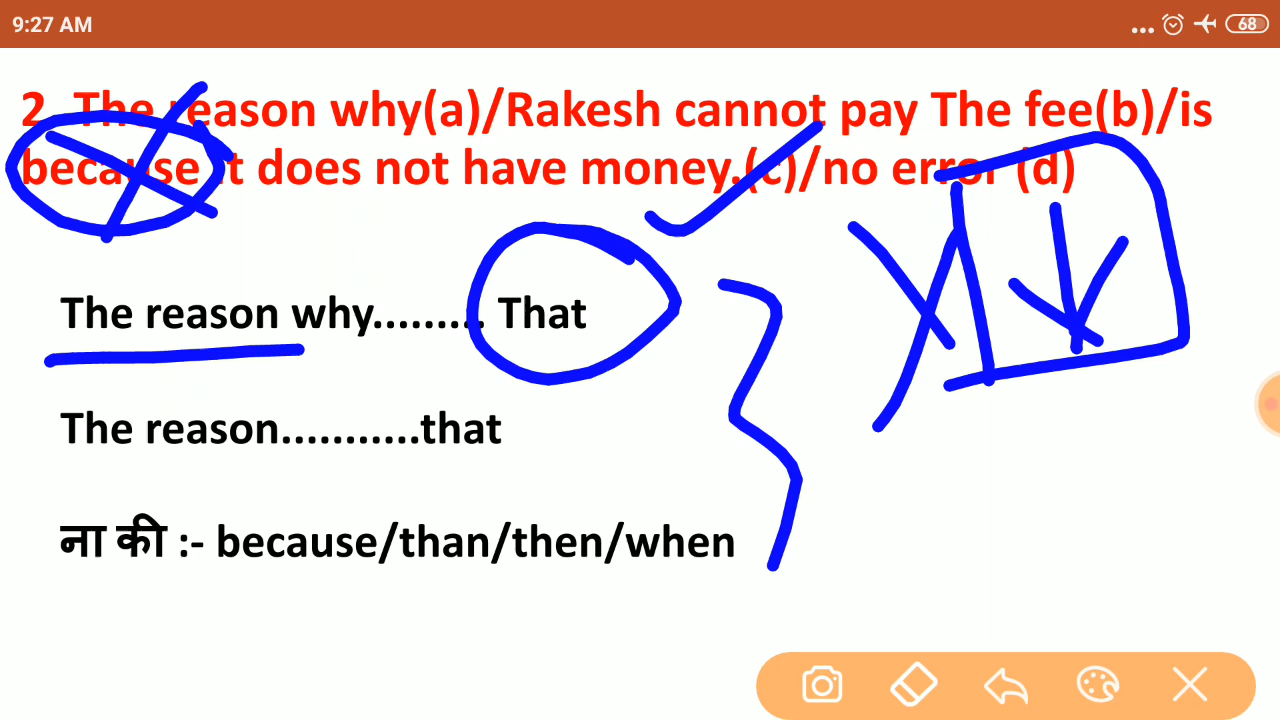 9:27 AM
68
2. The reason why(a)/Rakesh cannot pay The fee(b)/is
because it does not have money.(c)/no error (d)
The reason why......... That
The reason...........that
ना की :- because/than/then/when